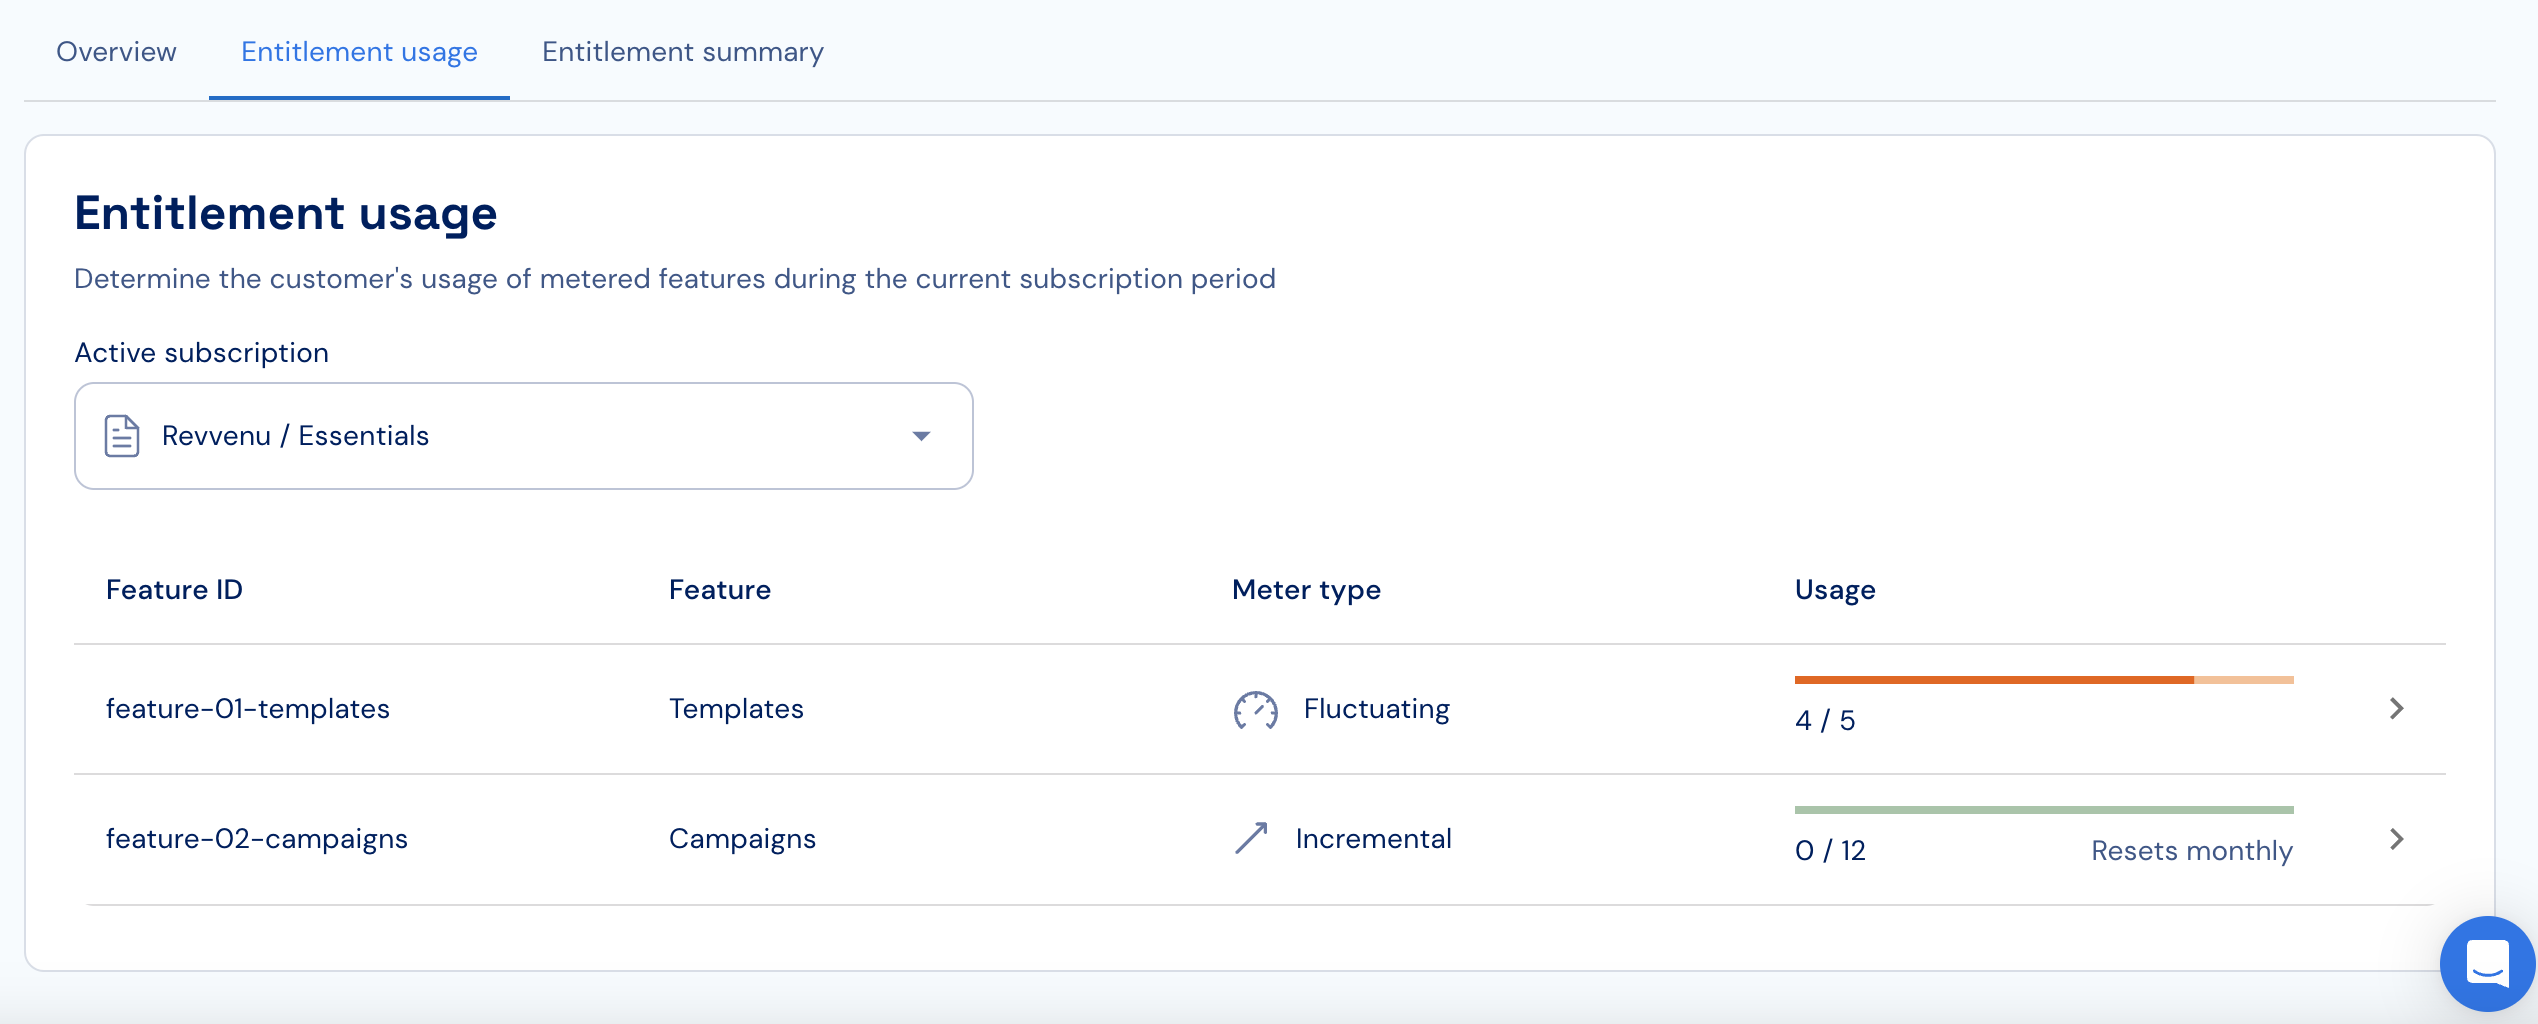 Overview Entitlement usage Entitlement summary
Entitlement usage
Determine the customer's usage of metered features during the current subscription period
Active subscription
Revvenu / Essentials
Feature ID Feature Meter type Usage
feature-01-templates Templates Fluctuating 4 / 5
feature-02-campaigns Campaigns Incremental 0 / 12 Resets monthly